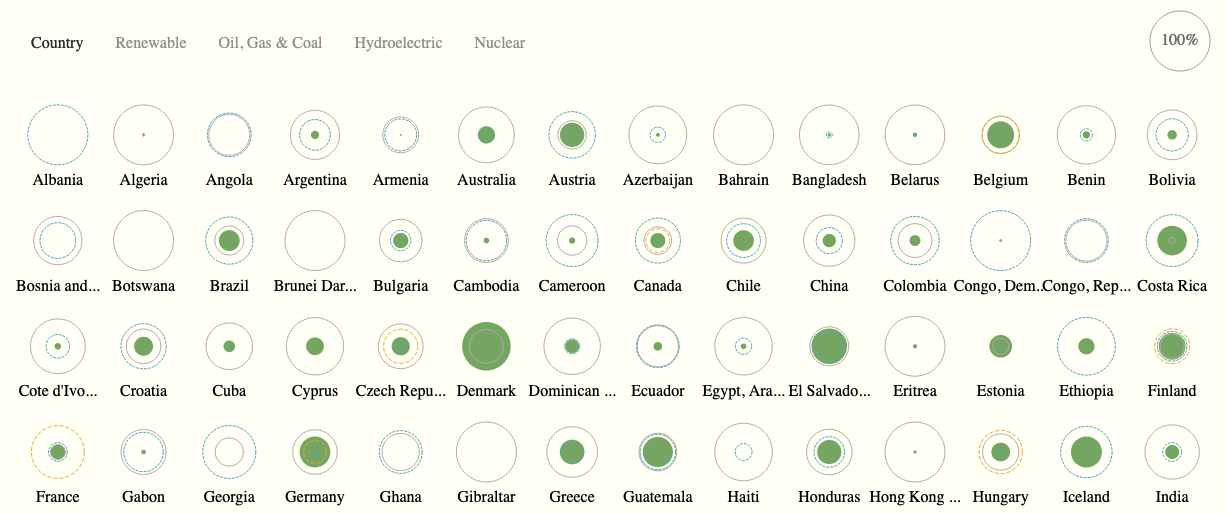 Country Renewable Oil, Gas & Coal Hydroelectric Nuclear 100%
Albania Algeria Angola Argentina Armenia Australia Austria Azerbaijan Bahrain Bangladesh Belarus Belgium Benin Bolivia
Bosnia and... Botswana Brazil Brunei Dar... Bulgaria Cambodia Cameroon Canada Chile China Colombia Congo, Dem... Congo, Rep... Costa Rica
Cote d'Ivo... Croatia Cuba Cyprus Czech Repu... Denmark Dominican ... Ecuador Egypt, Ara... El Salvado... Eritrea Estonia Ethiopia Finland
France Gabon Georgia Germany Ghana Gibraltar Greece Guatemala Haiti Honduras Hong Kong ... Hungary Iceland India